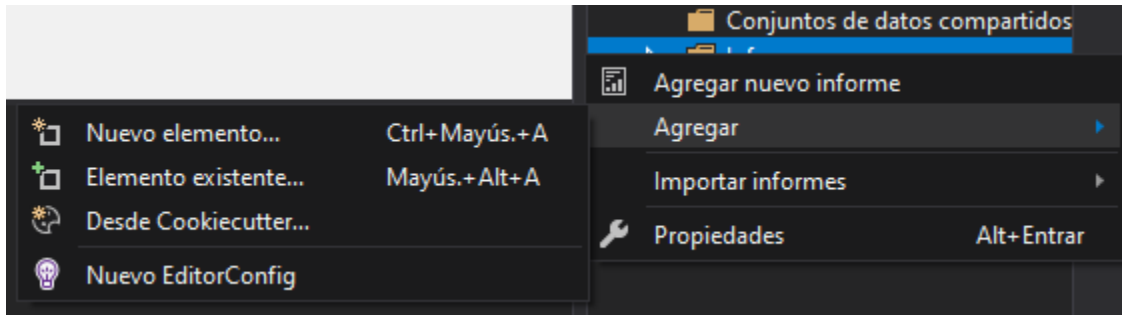 Conjuntos de datos compartidos
Agregar nuevo informe
Agregar
Importar informes
Propiedades Alt+Entrar
Nuevo elemento... Ctrl+Mayús.+A
Elemento existente... Mayús.+Alt+A
Desde Cookiecutter...
Nuevo EditorConfig